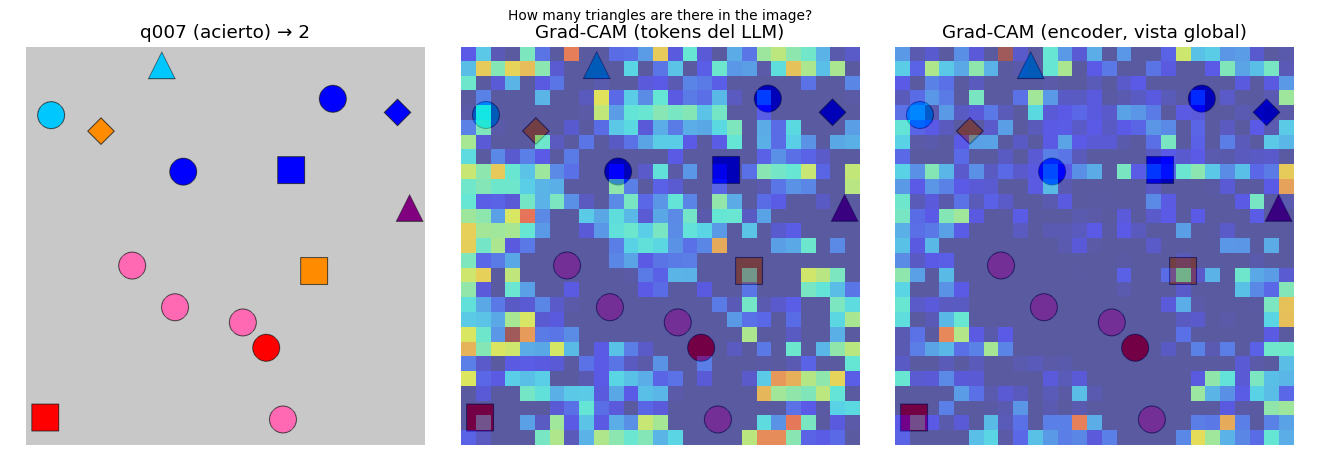 How many triangles are there in the image?
q007 (acierto) → 2
Grad-CAM (tokens del LLM)
Grad-CAM (encoder, vista global)